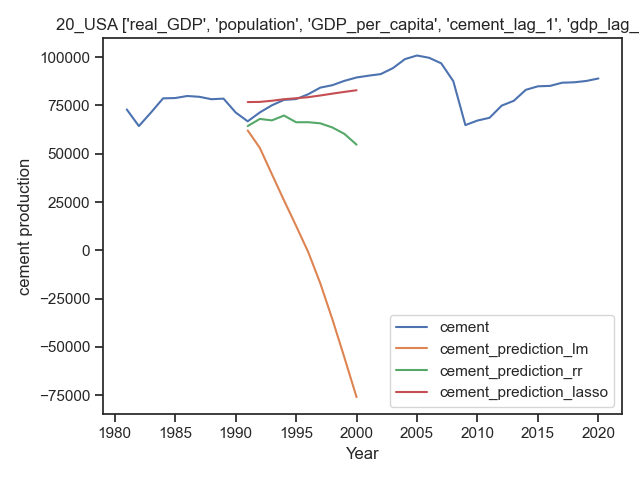 20_USA ['real_GDP', 'population', 'GDP_per_capita', 'cement_lag_1', 'gdp_lag_
100000
75000
50000
25000
0
−25000
−50000
−75000
cement production
1980 1985 1990 1995 2000 2005 2010 2015 2020
Year
cement
cement_prediction_lm
cement_prediction_rr
cement_prediction_lasso